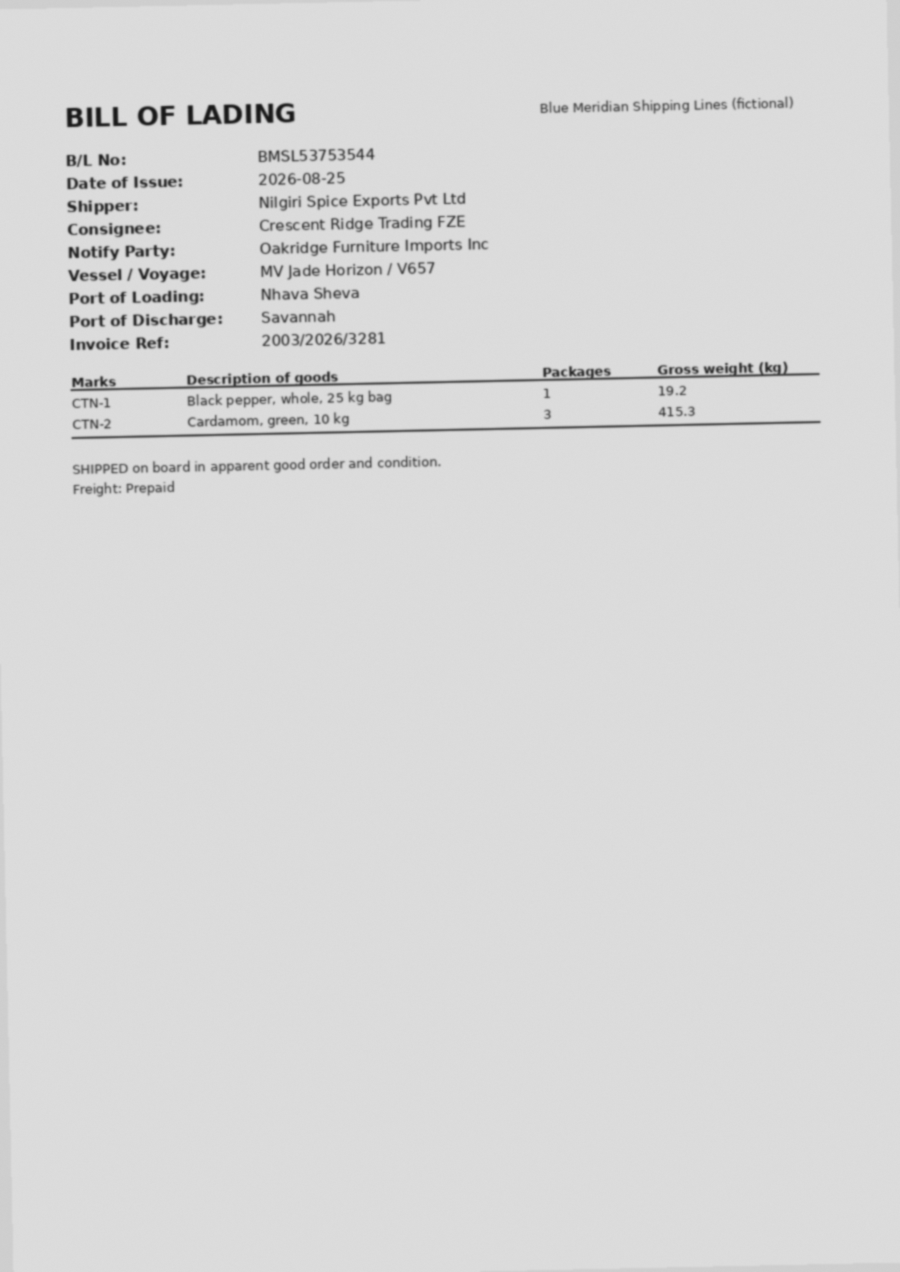 BILL OF LADING
Blue Meridian Shipping Lines (fictional)
B/L No: BMSL53753544
Date of Issue: 2026-08-25
Shipper: Nilgiri Spice Exports Pvt Ltd
Consignee: Crescent Ridge Trading FZE
Notify Party: Oakridge Furniture Imports Inc
Vessel / Voyage: MV Jade Horizon / V657
Port of Loading: Nhava Sheva
Port of Discharge: Savannah
Invoice Ref: 2003/2026/3281
Marks Description of goods Packages Gross weight (kg)
CTN-1 Black pepper, whole, 25 kg bag 1 19.2
CTN-2 Cardamom, green, 10 kg 3 415.3
SHIPPED on board in apparent good order and condition.
Freight: Prepaid